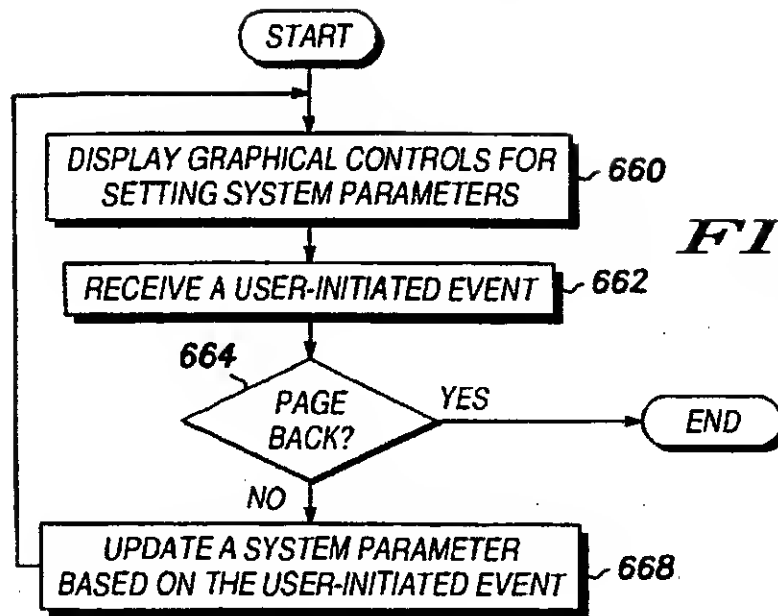 START
DISPLAY GRAPHICAL CONTROLS FOR
SETTING SYSTEM PARAMETERS
660
FI
RECEIVE A USER-INITIATED EVENT
662
664
PAGE
BACK?
YES
END
NO
UPDATE A SYSTEM PARAMETER
BASED ON THE USER-INITIATED EVENT
668